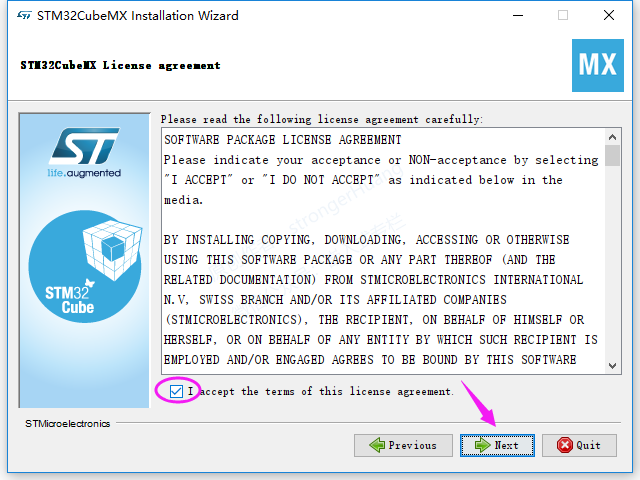 STM32CubeMX Installation Wizard
STM32CubeMX License agreement
MX
Please read the following license agreement carefully:
SOFTWARE PACKAGE LICENSE AGREEMENT
Please indicate your acceptance or NON-acceptance by selecting
"I ACCEPT" or "I DO NOT ACCEPT" as indicated below in the
media.
BY INSTALLING COPYING, DOWNLOADING, ACCESSING OR OTHERWISE
USING THIS SOFTWARE PACKAGE OR ANY PART THEREOF (AND THE
RELATED DOCUMENTATION) FROM STMICROELECTRONICS INTERNATIONAL
N.V, SWISS BRANCH AND/OR ITS AFFILIATED COMPANIES
(STMICROELECTRONICS), THE RECIPIENT, ON BEHALF OF HIMSELF OR
HERSELF, OR ON BEHALF OF ANY ENTITY BY WHICH SUCH RECIPIENT IS
EMPLOYED AND/OR ENGAGED AGREES TO BE BOUND BY THIS SOFTWARE
ST
life.augmented
STM32
Cube
I accept the terms of this license agreement.
STMicroelectronics
Previous
Next
Quit